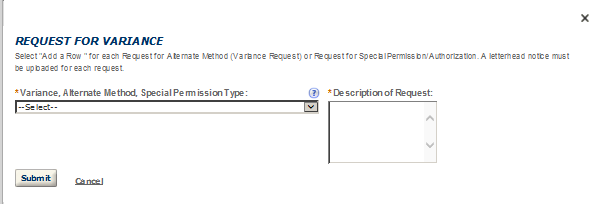 ×
REQUEST FOR VARIANCE
Select "Add a Row " for each Request for Alternate Method (Variance Request) or Request for Special Permission/Authorization. A letterhead notice must
be uploaded for each request.
*Variance, Alternate Method, Special Permission Type: ? *Description of Request:
--Select--
Submit Cancel